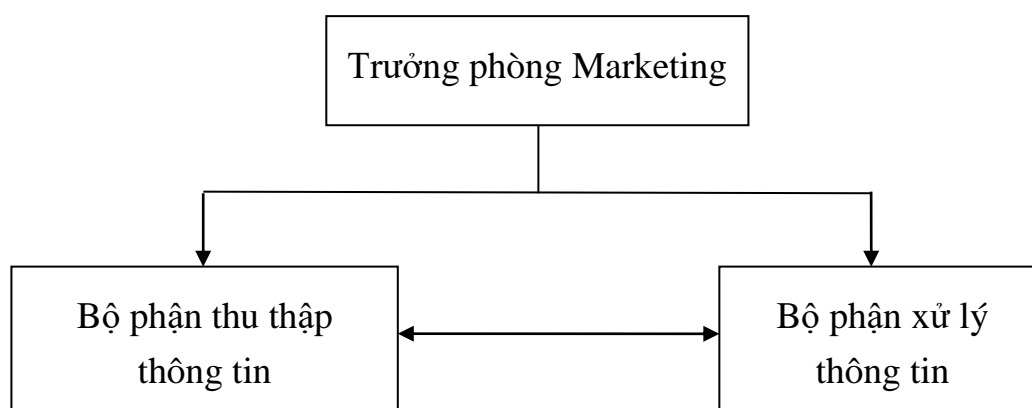 Trưởng phòng Marketing
Bộ phận thu thập
thông tin
Bộ phận xử lý
thông tin